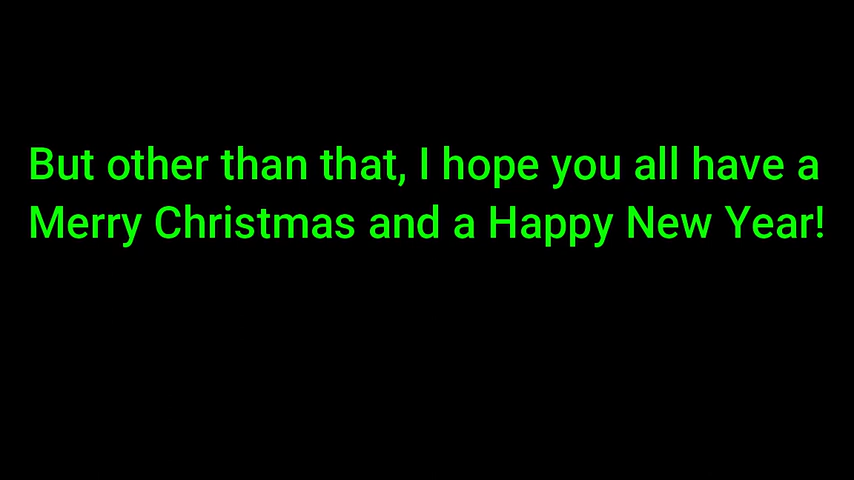 But other than that, I hope you all have a
Merry Christmas and a Happy New Year!